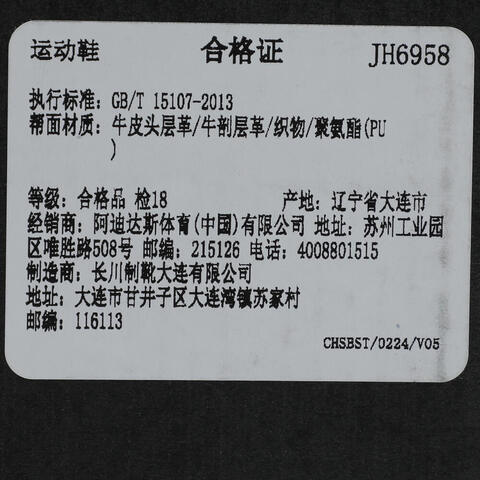 运动鞋 合格证 JH6958
执行标准: GB/T 15107-2013
帮面材质: 牛皮头层革/牛剖层革/织物/聚氨酯(PU
)
等级: 合格品 检18 产地: 辽宁省大连市
经销商: 阿迪达斯体育(中国)有限公司 地址: 苏州工业园
区唯胜路508号 邮编: 215126 电话: 4008801515
制造商: 长川制靴大连有限公司
地址: 大连市甘井子区大连湾镇苏家村
邮编: 116113
CHSBST/0224/V05